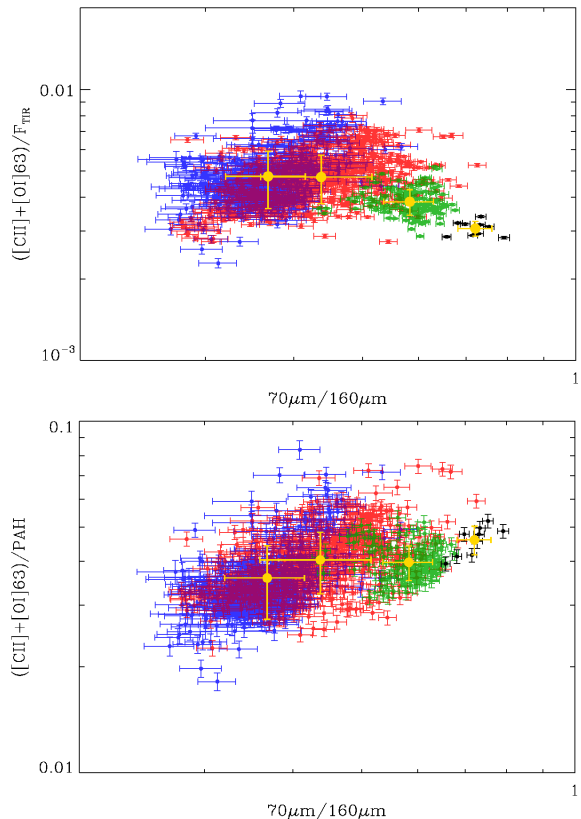 0.01
([CII]+[OI]63)/F_TIR
10⁻³
1
70μm/160μm
0.1
([CII]+[OI]63)/PAH
0.01
1
70μm/160μm